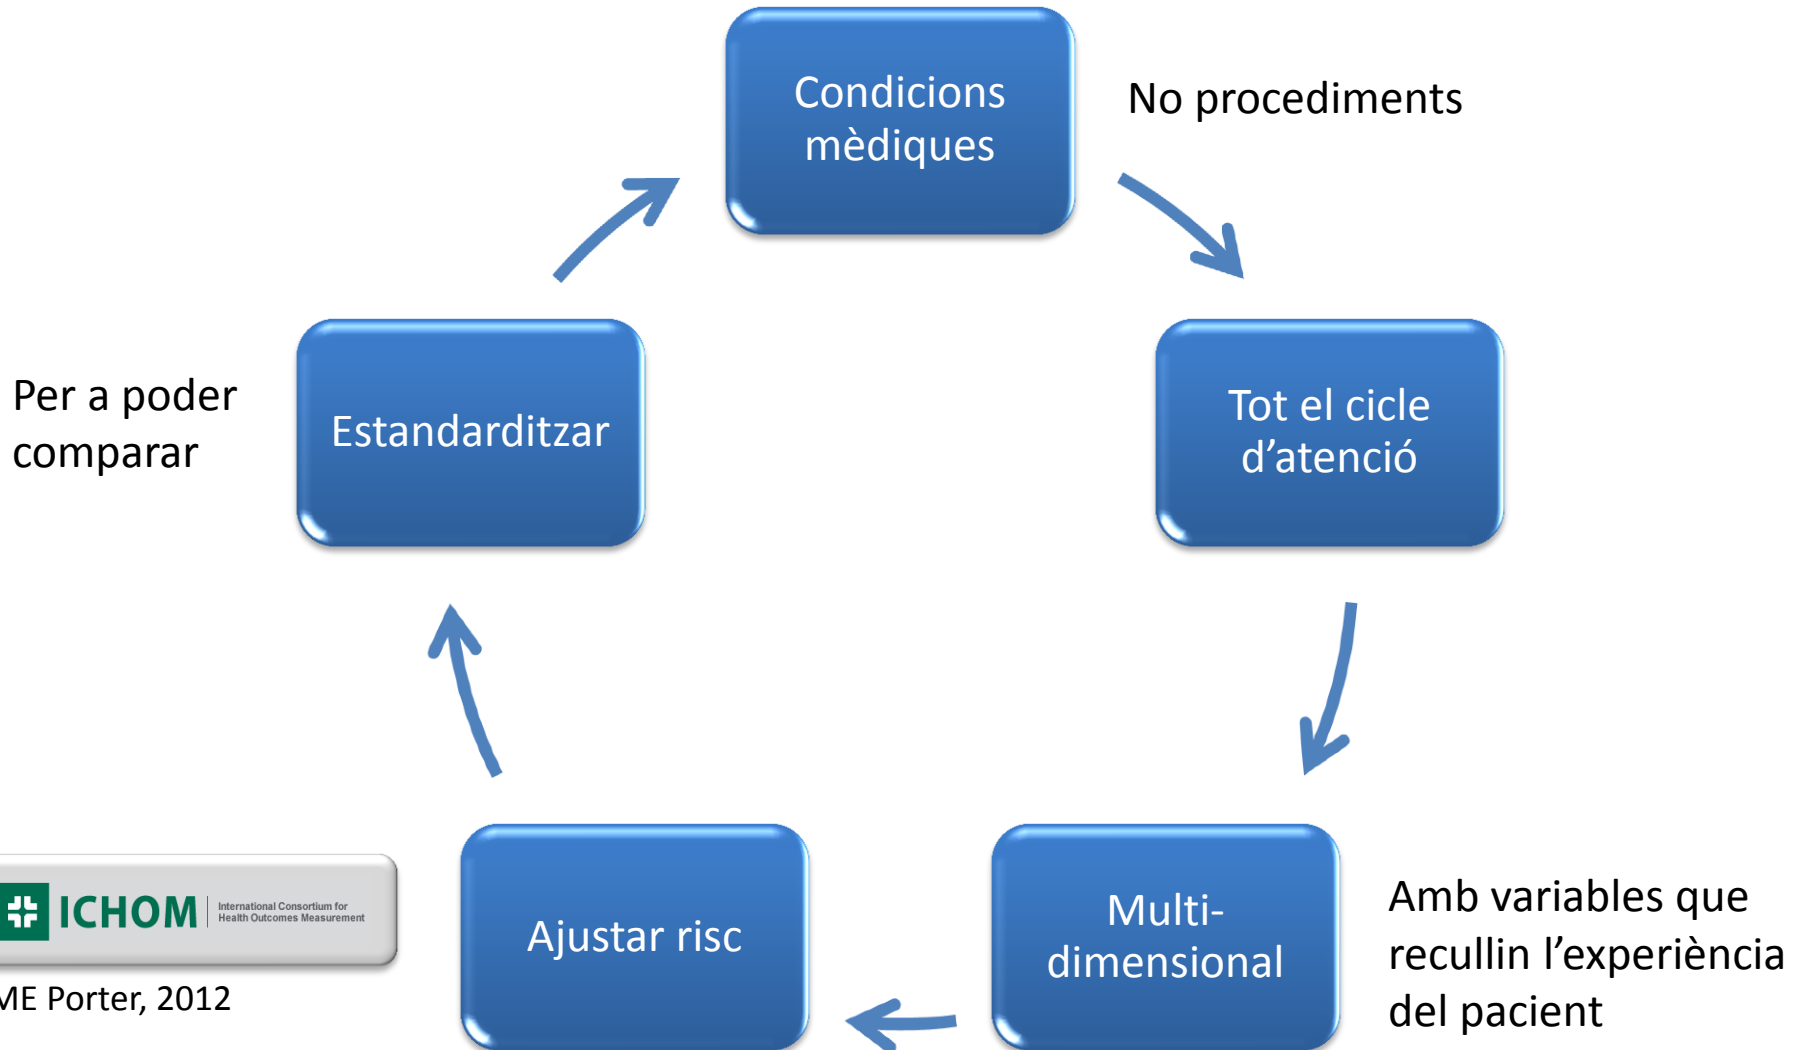 Condicions
mèdiques
No procediments
Tot el cicle
d’atenció
Multi-
dimensional
Amb variables que
recullin l’experiència
del pacient
Ajustar risc
Estandarditzar
Per a poder
comparar
ICHOM
International Consortium for
Health Outcomes Measurement
ME Porter, 2012